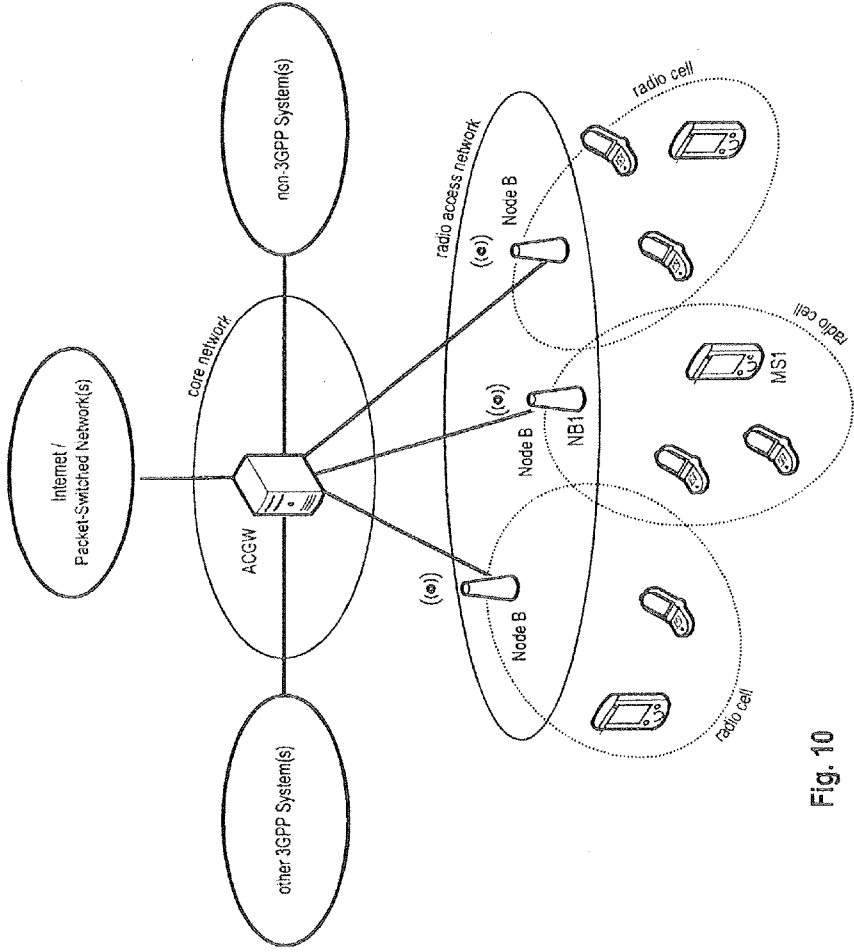 Internet /
Packet-Switched Network(s)
other 3GPP System(s)
core network
ACGW
non-3GPP System(s)
radio access network
Node B
Node B
NB1
Node B
radio cell
MS1
radio cell
radio cell
Fig. 10